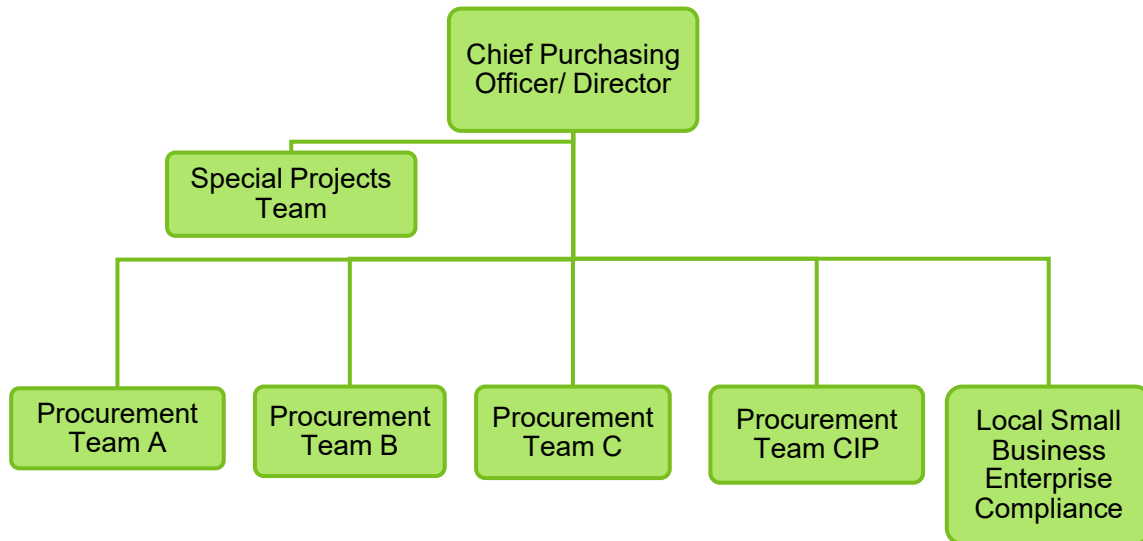 Chief Purchasing
Officer/ Director
Special Projects
Team
Procurement
Team A
Procurement
Team B
Procurement
Team C
Procurement
Team CIP
Local Small
Business
Enterprise
Compliance